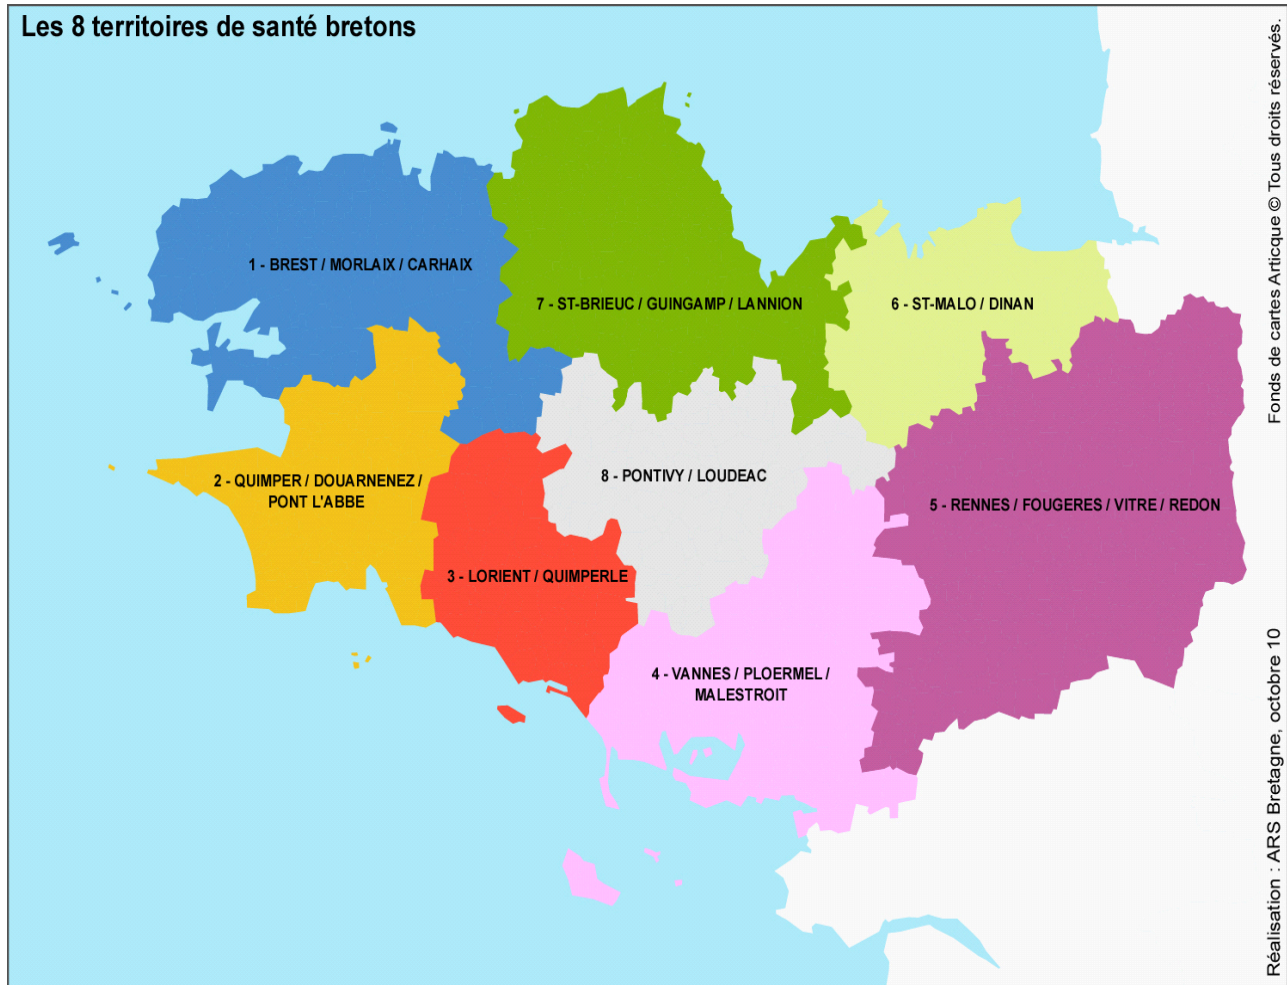 Les 8 territoires de santé bretons
1 - BREST / MORLAIX / CARHAIX
7 - ST-BRIEUC / GUINGAMP / LANNION
6 - ST-MALO / DINAN
2 - QUIMPER / DOUARNENEZ /
PONT L'ABBE
8 - PONTIVY / LOUDEAC
5 - RENNES / FOUGERES / VITRE / REDON
3 - LORIENT / QUIMPERLE
4 - VANNES / PLOERMEL /
MALESTROIT
Fonds de cartes Articque © Tous droits réservés.
Réalisation : ARS Bretagne, octobre 10